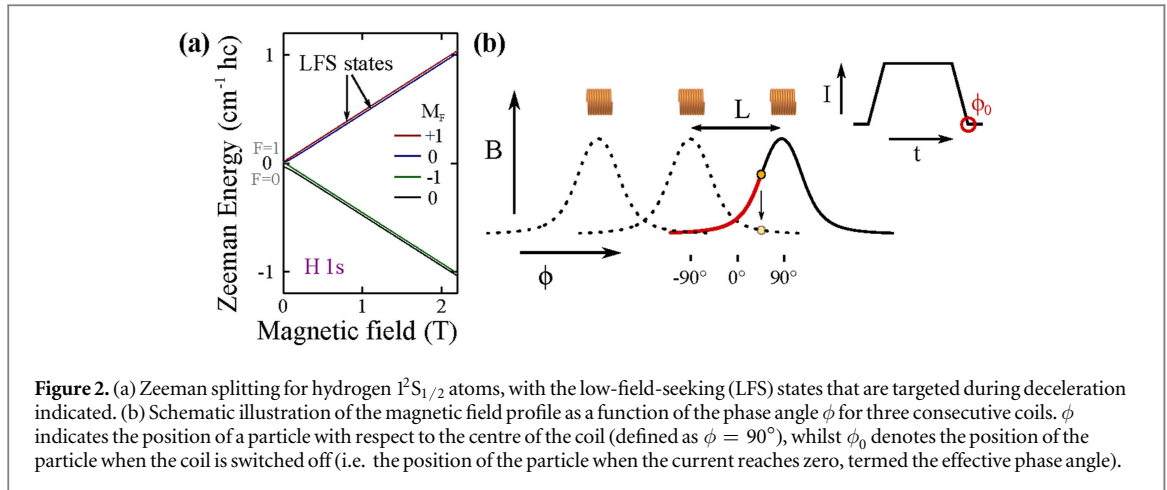 (a)
Zeeman Energy (cm⁻¹ hc)
1
0
-1
F=1
F=0
LFS states
M_F
+1
0
-1
0
H 1s
0 1 2
Magnetic field (T)
(b)
B
L
I
ϕ₀
t
ϕ
-90° 0° 90°
Figure 2. (a) Zeeman splitting for hydrogen 1²S₁/₂ atoms, with the low-field-seeking (LFS) states that are targeted during deceleration
indicated. (b) Schematic illustration of the magnetic field profile as a function of the phase angle ϕ for three consecutive coils. ϕ
indicates the position of a particle with respect to the centre of the coil (defined as ϕ = 90°), whilst ϕ₀ denotes the position of the
particle when the coil is switched off (i.e. the position of the particle when the current reaches zero, termed the effective phase angle).